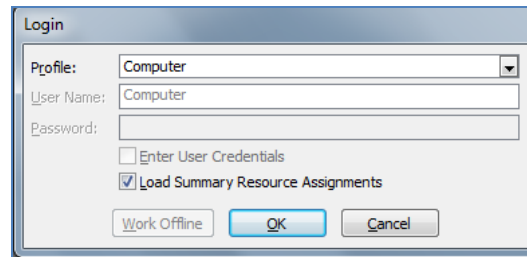 Login
Profile: Computer
User Name: Computer
Password:
Enter User Credentials
Load Summary Resource Assignments
Work Offline OK Cancel